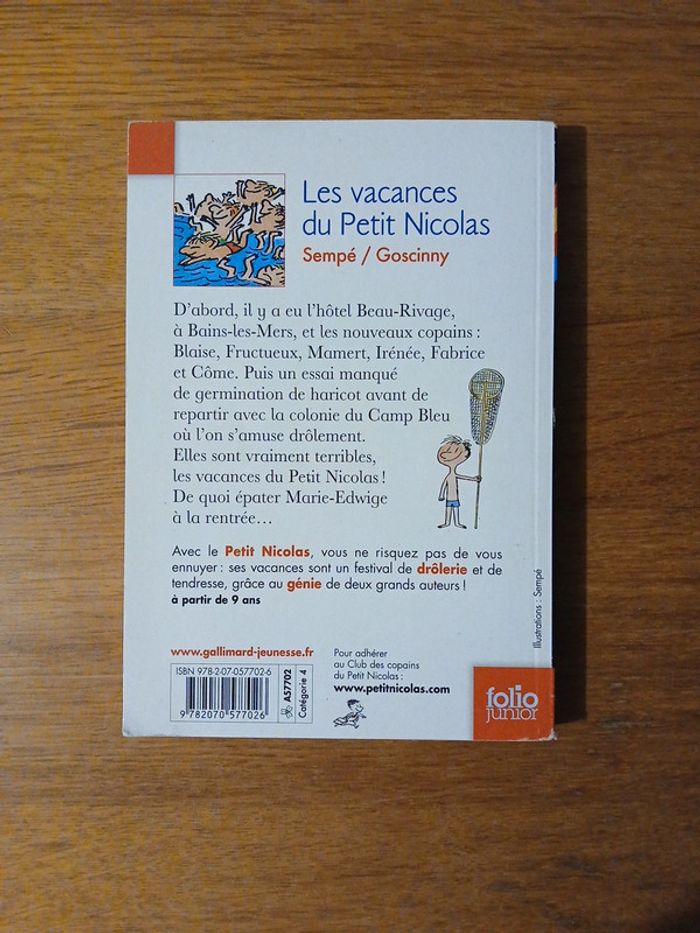 Les vacances
du Petit Nicolas
Sempé / Goscinny
D'abord, il y a eu l'hôtel Beau-Rivage,
à Bains-les-Mers, et les nouveaux copains :
Blaise, Fructueux, Mamert, Irénée, Fabrice
et Côme. Puis un essai manqué
de germination de haricot avant de
repartir avec la colonie du Camp Bleu
où l'on s'amuse drôlement.
Elles sont vraiment terribles,
les vacances du Petit Nicolas !
De quoi épater Marie-Edwige
à la rentrée…
Avec le Petit Nicolas, vous ne risquez pas de vous
ennuyer : ses vacances sont un festival de drôlerie et de
tendresse, grâce au génie de deux grands auteurs !
à partir de 9 ans
Illustrations : Sempé
www.gallimard-jeunesse.fr
ISBN 978-2-07-057702-6
9782070577026
A57702
Catégorie 4
Pour adhérer
au Club des copains
du Petit Nicolas :
www.petitnicolas.com
folio
junior